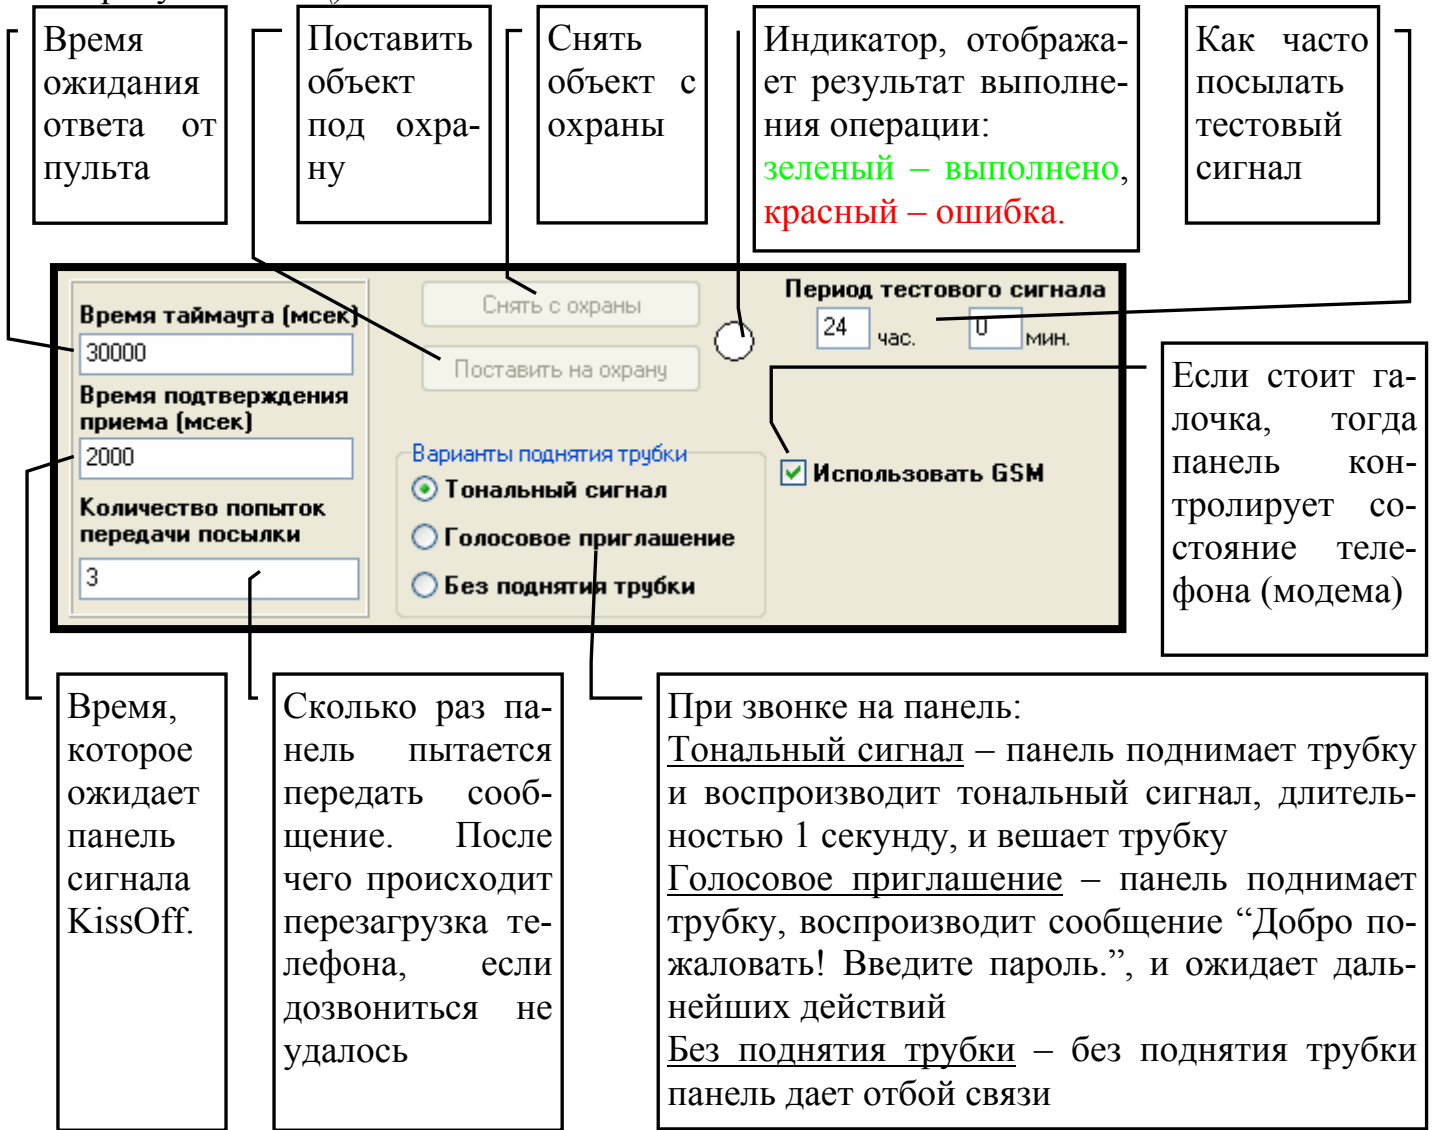 Время
ожидания
ответа от
пульта
Поставить
объект
под охра-
ну
Снять
объект с
охраны
Индикатор, отобража-
ет результат выполне-
ния операции:
зеленый – выполнено,
красный – ошибка.
Как часто
посылать
тестовый
сигнал
Время таймаута (мсек)
30000
Время подтверждения
приема (мсек)
2000
Количество попыток
передачи посылки
3
Снять с охраны
Поставить на охрану
Варианты поднятия трубки
Тональный сигнал
Голосовое приглашение
Без поднятия трубки
Период тестового сигнала
24 час. 0 мин.
Использовать GSM
Если стоит га-
лочка, тогда
панель кон-
тролирует со-
стояние теле-
фона (модема)
Время,
которое
ожидает
панель
сигнала
KissOff.
Сколько раз па-
нель пытается
передать сооб-
щение. После
чего происходит
перезагрузка те-
лефона, если
дозвониться не
удалось
При звонке на панель:
Тональный сигнал – панель поднимает трубку
и воспроизводит тональный сигнал, длитель-
ностью 1 секунду, и вешает трубку
Голосовое приглашение – панель поднимает
трубку, воспроизводит сообщение “Добро по-
жаловать! Введите пароль.”, и ожидает даль-
нейших действий
Без поднятия трубки – без поднятия трубки
панель дает отбой связи